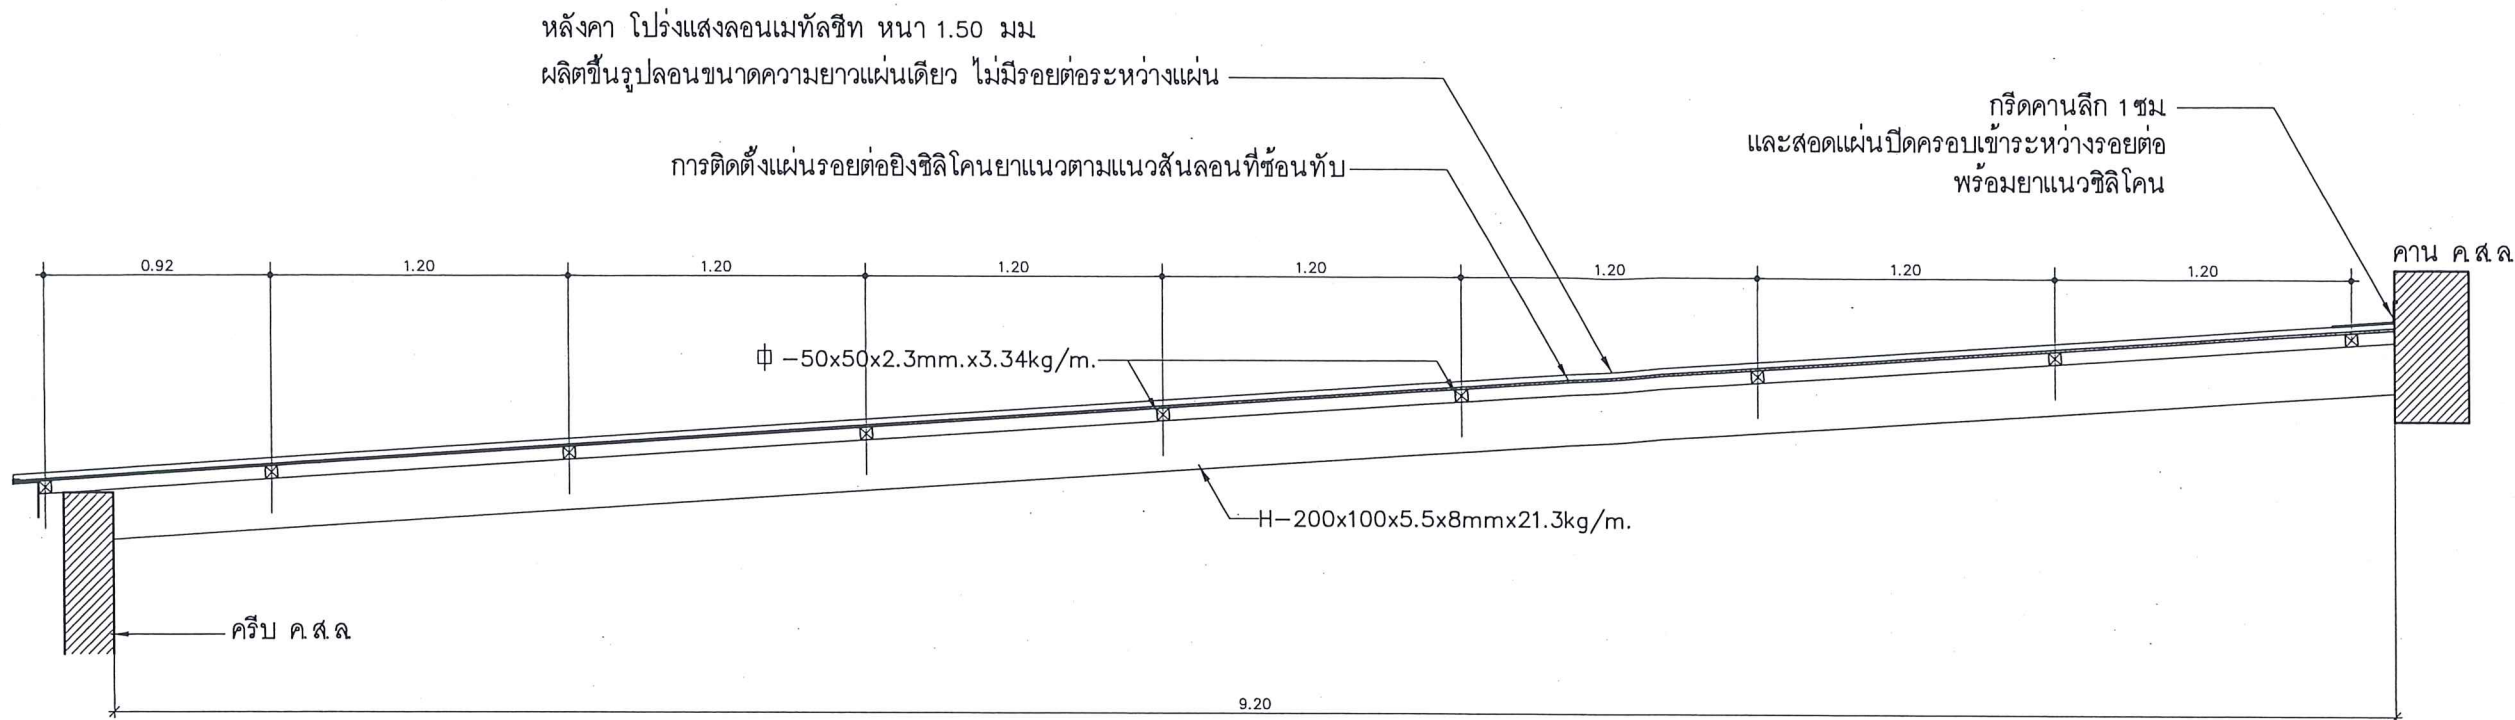 หลังคา โปร่งแสงลอนเมทัลชีท หนา 1.50 มม.
ผลิตขึ้นรูปลอนขนาดความยาวแผ่นเดียว ไม่มีรอยต่อระหว่างแผ่น
กรีดคานลึก 1 ซม.
และสอดแผ่นปิดครอบเข้าระหว่างรอยต่อ
พร้อมยาแนวซิลิโคน
การติดตั้งแผ่นรอยต่อยิงซิลิโคนยาแนวตามแนวสันลอนที่ซ้อนทับ
คาน ค.ส.ล.
0.92 1.20 1.20 1.20 1.20 1.20 1.20 1.20
-50x50x2.3mm.x3.34kg/m.
H-200x100x5.5x8mmx21.3kg/m.
ครีบ ค.ส.ล.
9.20